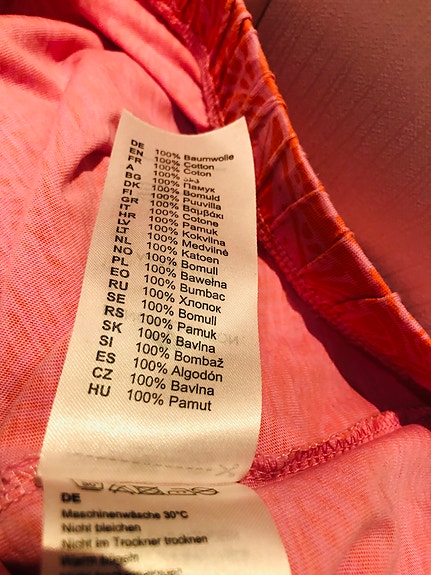 DE 100% Baumwolle
EN 100% Cotton
FR 100% Coton
A 100% قطن
BG 100% Памук
DK 100% Bomuld
FI 100% Puuvilla
GR 100% Βαμβάκι
IT 100% Cotone
HR 100% Pamuk
LV 100% Kokvilna
LT 100% Medvilnė
NL 100% Katoen
NO 100% Bomull
PL 100% Bawełna
EO 100% Bumbac
RU 100% Хлопок
SE 100% Bomull
RS 100% Pamuk
SK 100% Bavlna
SI 100% Bombaž
ES 100% Algodón
CZ 100% Bavlna
HU 100% Pamut
DE
Maschinenwäsche 30°C
Nicht bleichen
Nicht im Trockner trocknen
Warm bügeln